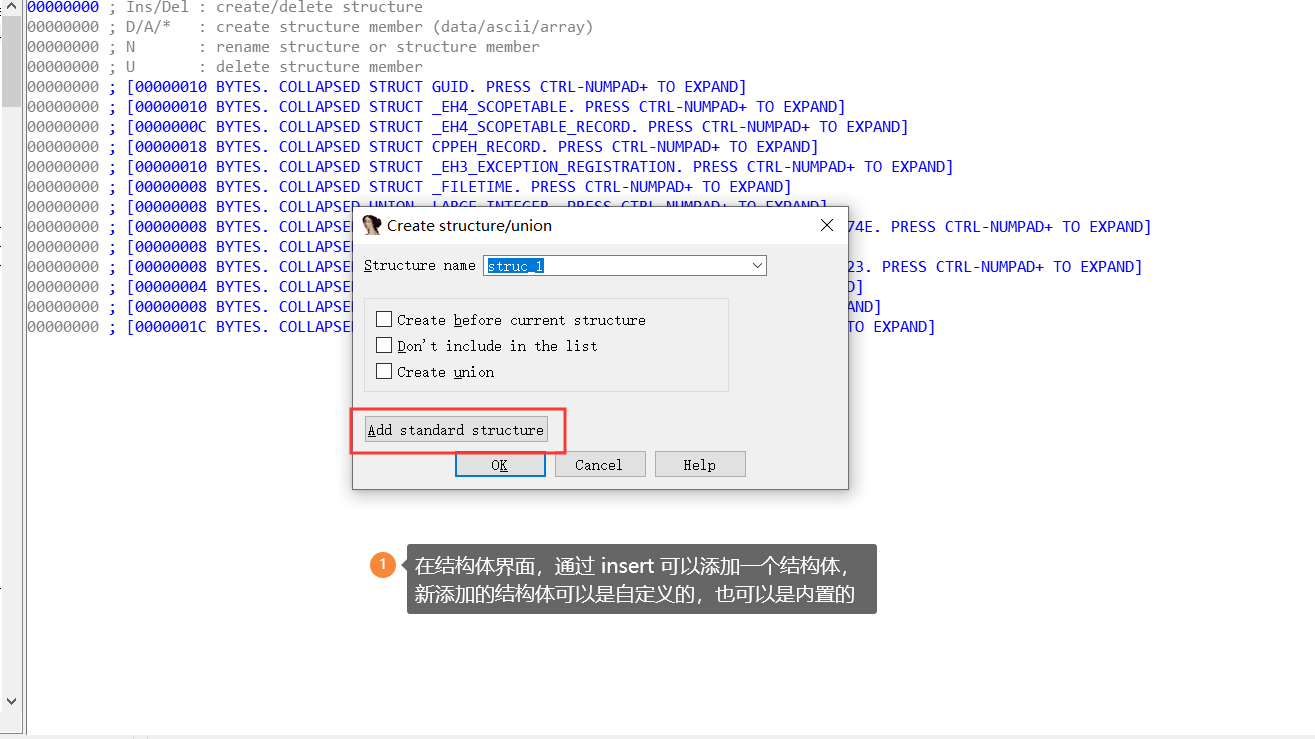 00000000 ; Ins/Del : create/delete structure
00000000 ; D/A/*   : create structure member (data/ascii/array)
00000000 ; N       : rename structure or structure member
00000000 ; U       : delete structure member
00000000 ; [00000010 BYTES. COLLAPSED STRUCT GUID. PRESS CTRL-NUMPAD+ TO EXPAND]
00000000 ; [00000010 BYTES. COLLAPSED STRUCT _EH4_SCOPETABLE. PRESS CTRL-NUMPAD+ TO EXPAND]
00000000 ; [0000000C BYTES. COLLAPSED STRUCT _EH4_SCOPETABLE_RECORD. PRESS CTRL-NUMPAD+ TO EXPAND]
00000000 ; [00000018 BYTES. COLLAPSED STRUCT CPPEH_RECORD. PRESS CTRL-NUMPAD+ TO EXPAND]
00000000 ; [00000010 BYTES. COLLAPSED STRUCT _EH3_EXCEPTION_REGISTRATION. PRESS CTRL-NUMPAD+ TO EXPAND]
00000000 ; [00000008 BYTES. COLLAPSED STRUCT _FILETIME. PRESS CTRL-NUMPAD+ TO EXPAND]
00000000 ; [00000008 BYTES. COLLAPSED UNION LARGE_INTEGER. PRESS CTRL-NUMPAD+ TO EXPAND]
00000000 ; [00000008 BYTES. COLLAPSE 74E. PRESS CTRL-NUMPAD+ TO EXPAND]
00000000 ; [00000008 BYTES. COLLAPSE
00000000 ; [00000008 BYTES. COLLAPSE 23. PRESS CTRL-NUMPAD+ TO EXPAND]
00000000 ; [00000004 BYTES. COLLAPSE D]
00000000 ; [00000008 BYTES. COLLAPSE AND]
00000000 ; [0000001C BYTES. COLLAPSE TO EXPAND]
Create structure/union
Structure name struc_1
Create before current structure
Don't include in the list
Create union
Add standard structure
OK Cancel Help
1
在结构体界面，通过 insert 可以添加一个结构体，
新添加的结构体可以是自定义的，也可以是内置的